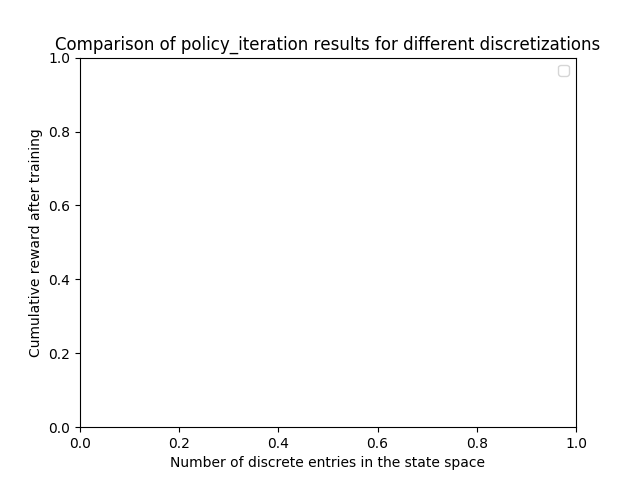 Comparison of policy_iteration results for different discretizations
1.0
0.8
0.6
0.4
0.2
0.0
Cumulative reward after training
0.0 0.2 0.4 0.6 0.8 1.0
Number of discrete entries in the state space